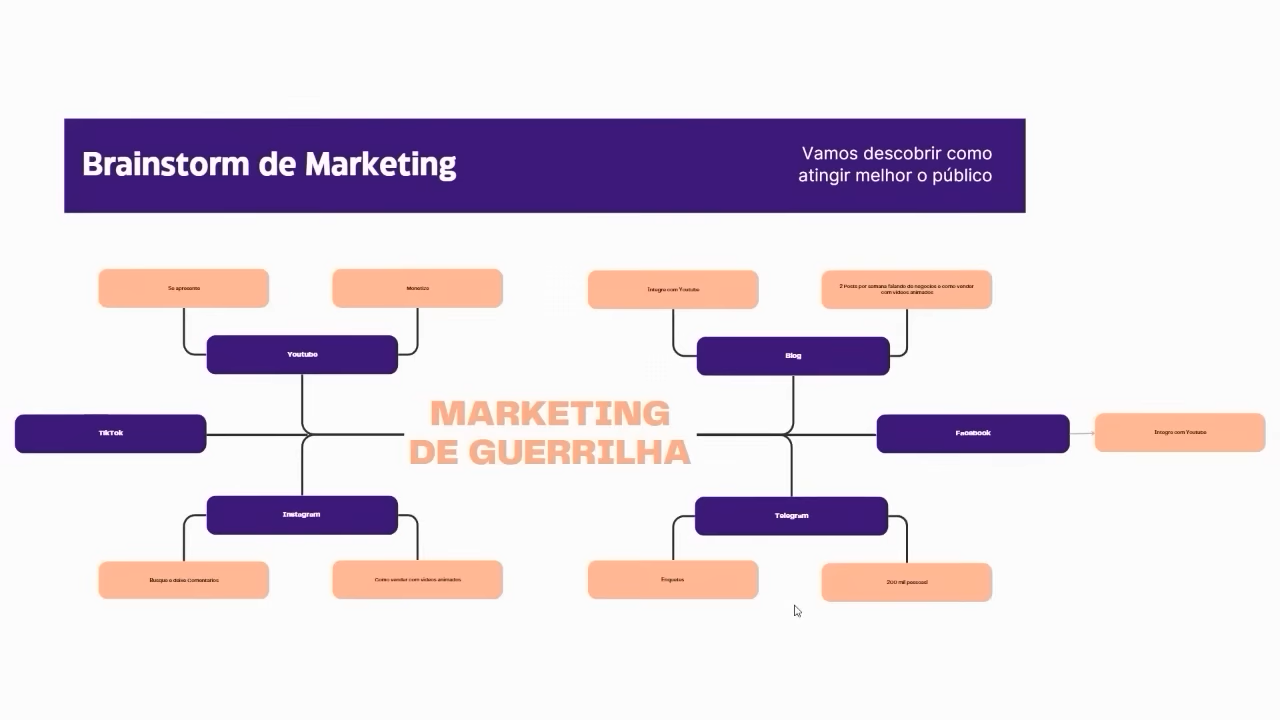 Brainstorm de Marketing
Vamos descobrir como
atingir melhor o público
Se apresente
Monetize
Integre com Youtube
2 Posts por semana falando de negocios e como vender
com vídeos animados
Youtube
Blog
MARKETING
DE GUERRILHA
TikTok
Facebook
Integre com Youtube
Instagram
Telegram
Busque e deixe Comentarios
Como vender com vídeos animados
Enquetes
200 mil pessoas!